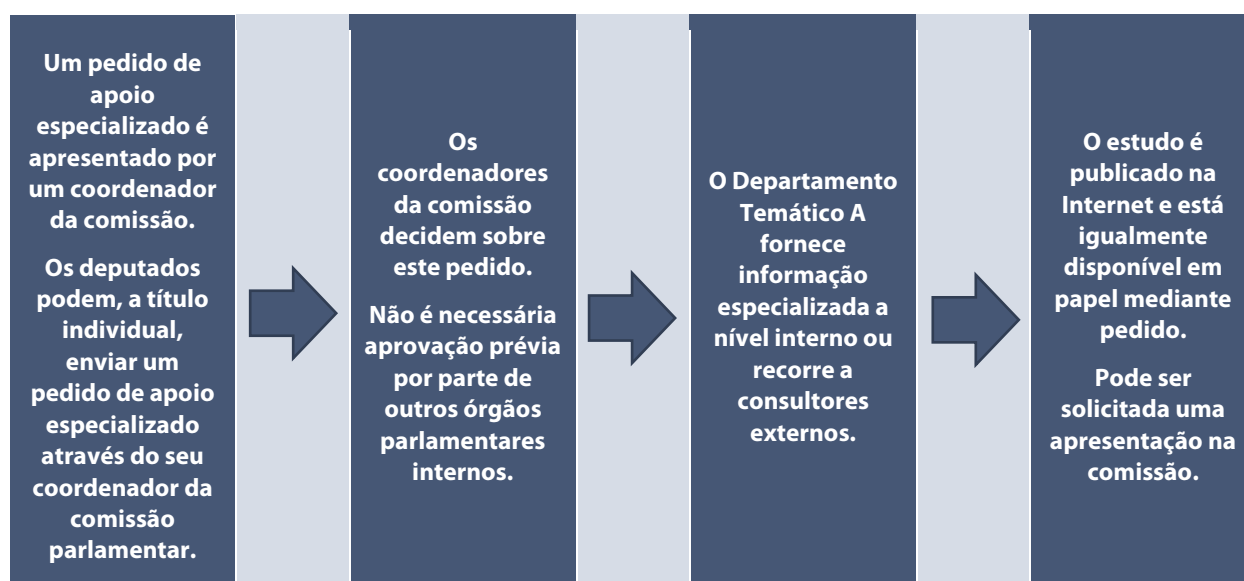 Um pedido de
apoio
especializado é
apresentado por
um coordenador
da comissão.
Os deputados
podem, a título
individual,
enviar um
pedido de apoio
especializado
através do seu
coordenador da
comissão
parlamentar.
Os
coordenadores
da comissão
decidem sobre
este pedido.
Não é necessária
aprovação prévia
por parte de
outros órgãos
parlamentares
internos.
O Departamento
Temático A
fornece
informação
especializada a
nível interno ou
recorre a
consultores
externos.
O estudo é
publicado na
Internet e está
igualmente
disponível em
papel mediante
pedido.
Pode ser
solicitada uma
apresentação na
comissão.